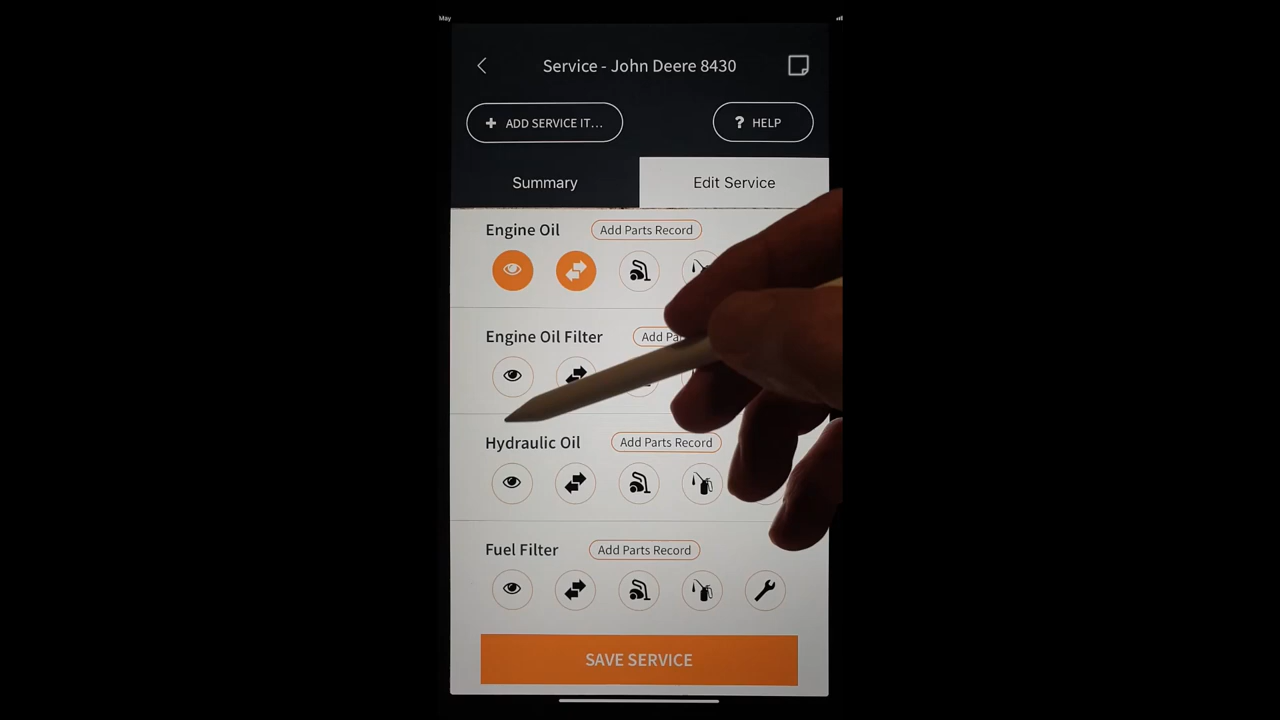 May
Service - John Deere 8430
+ ADD SERVICE IT...
? HELP
Summary
Edit Service
Engine Oil
Add Parts Record
Engine Oil Filter
Add Pa
Hydraulic Oil
Add Parts Record
Fuel Filter
Add Parts Record
SAVE SERVICE